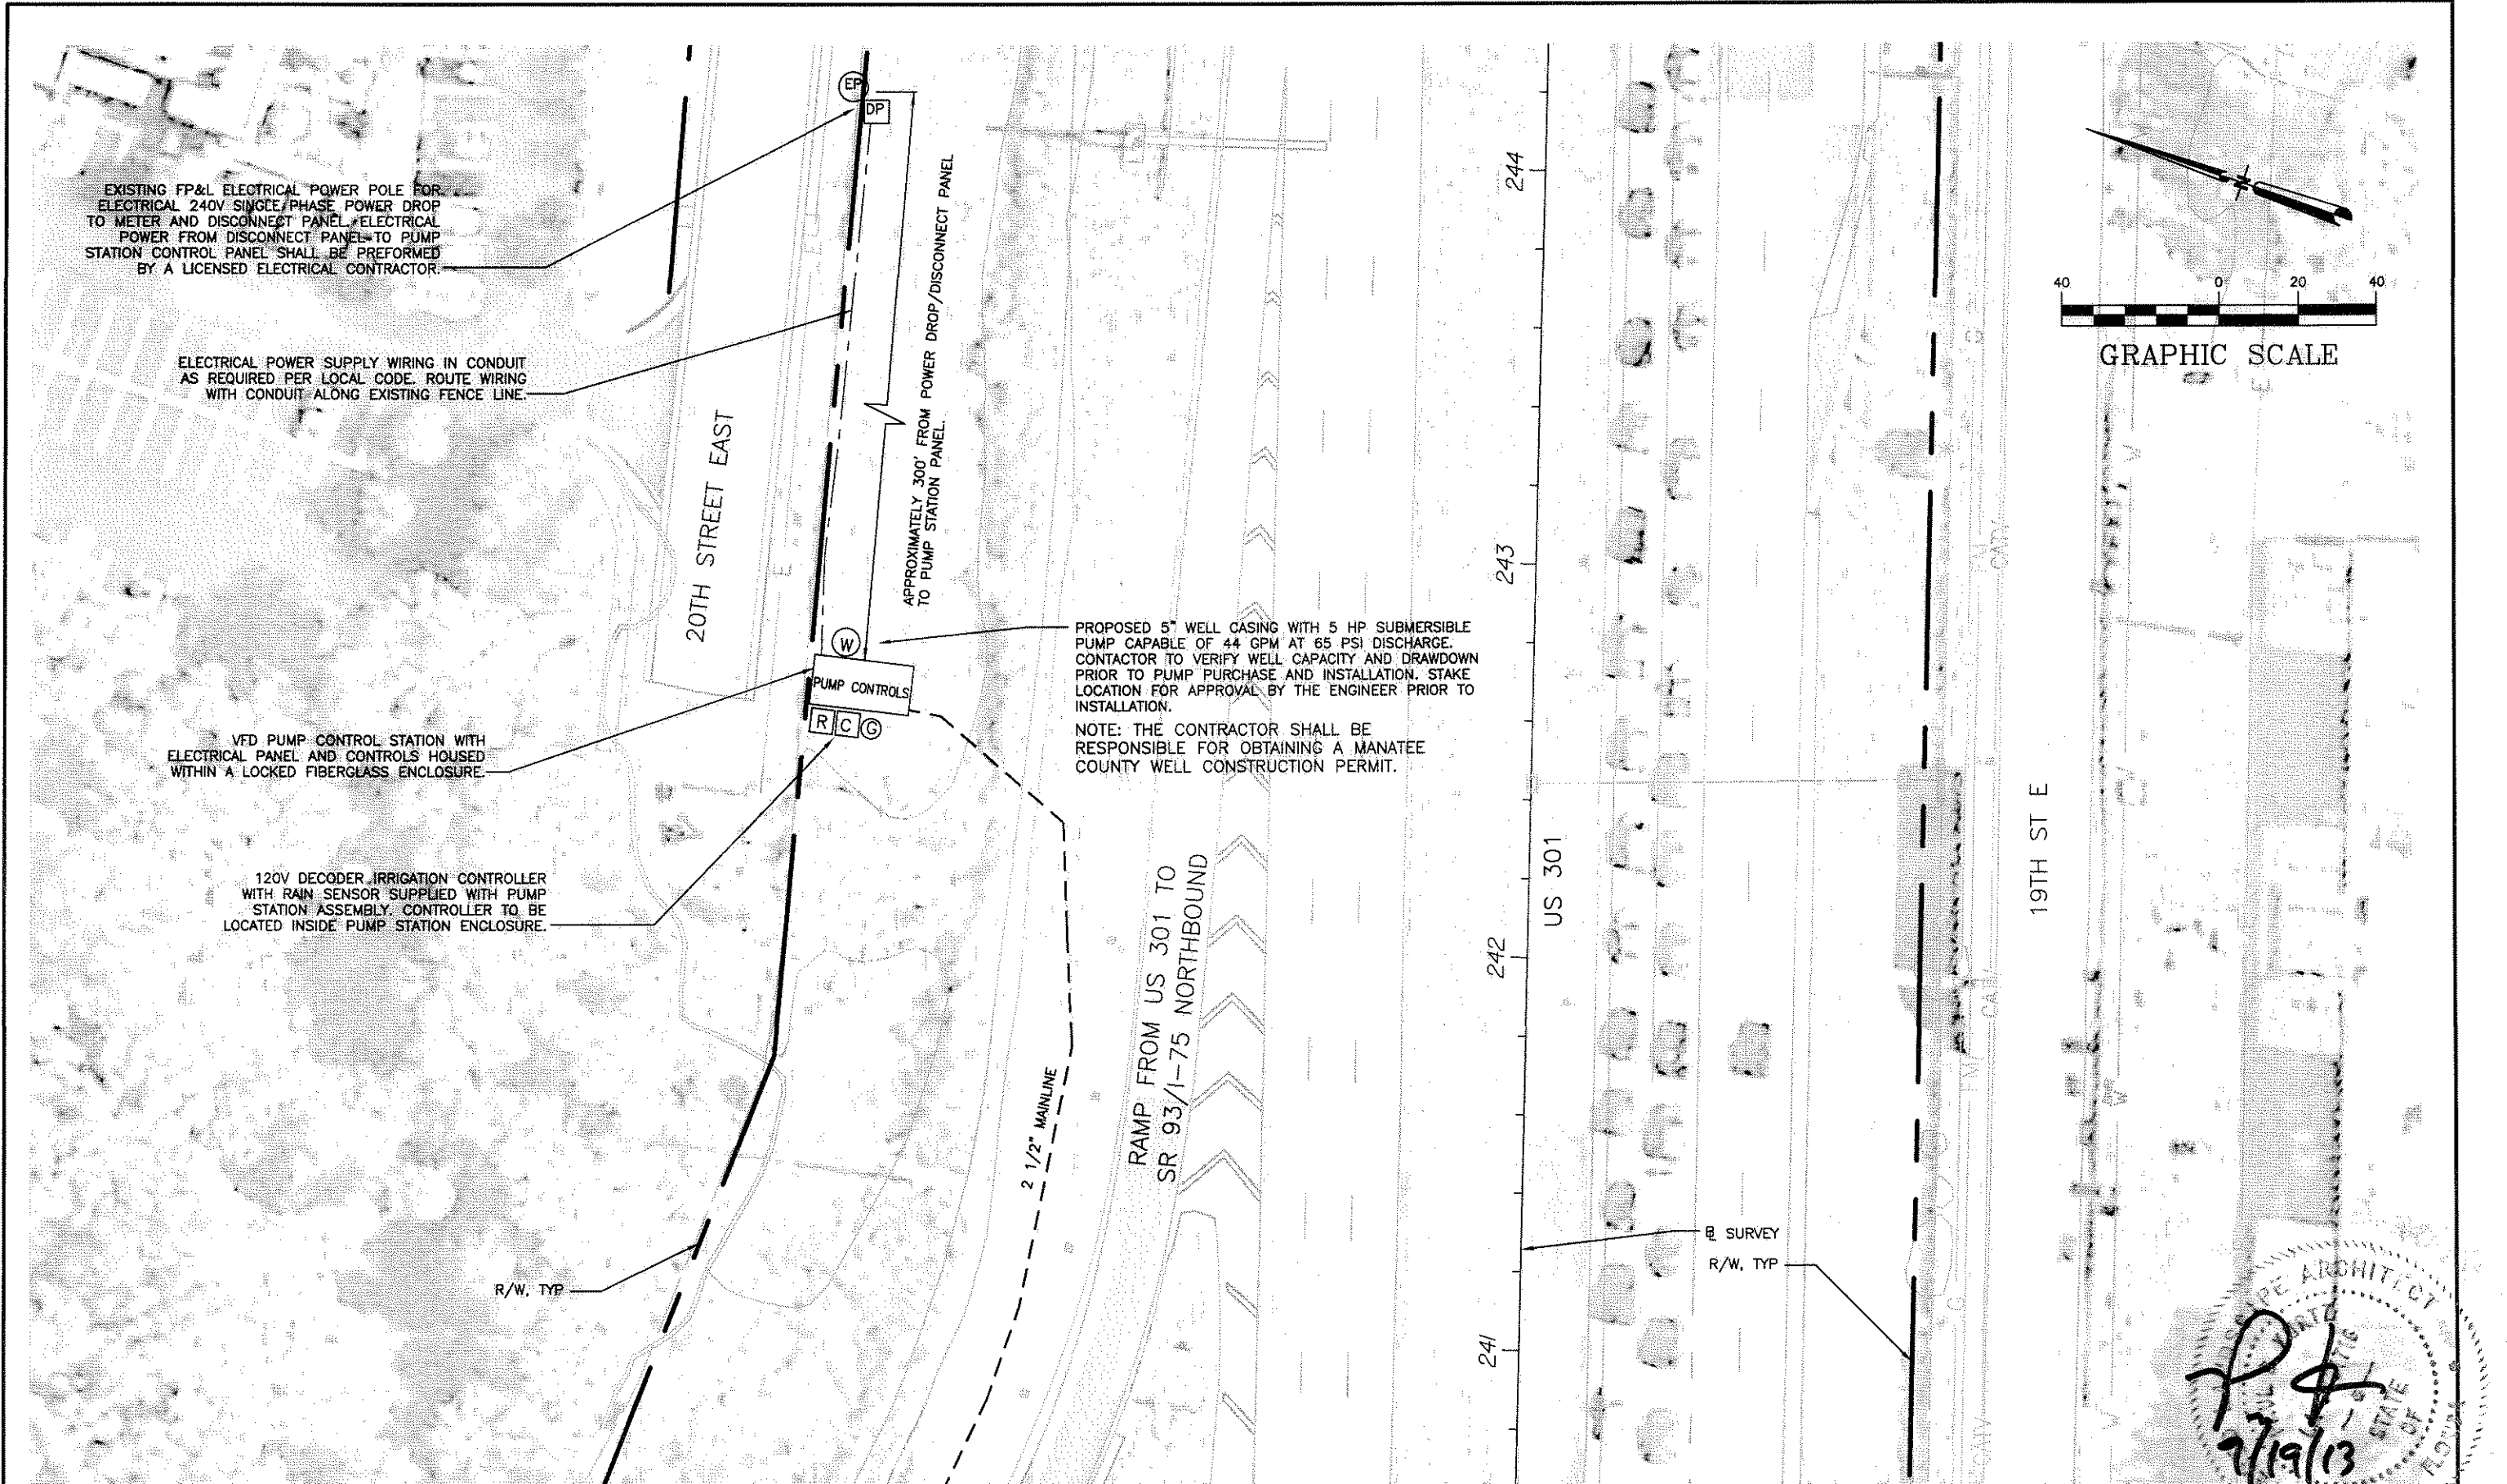 EP
DP
EXISTING FP&L ELECTRICAL POWER POLE FOR
ELECTRICAL 240V SINGLE PHASE POWER DROP
TO METER AND DISCONNECT PANEL. ELECTRICAL
POWER FROM DISCONNECT PANEL TO PUMP
STATION CONTROL PANEL SHALL BE PREFORMED
BY A LICENSED ELECTRICAL CONTRACTOR.
ELECTRICAL POWER SUPPLY WIRING IN CONDUIT
AS REQUIRED PER LOCAL CODE. ROUTE WIRING
WITH CONDUIT ALONG EXISTING FENCE LINE.
20TH STREET EAST
E
APPROXIMATELY 300' FROM POWER DROP/DISCONNECT PANEL
TO PUMP STATION PANEL.
W
PUMP CONTROLS
R C G
PROPOSED 5" WELL CASING WITH 5 HP SUBMERSIBLE
PUMP CAPABLE OF 44 GPM AT 65 PSI DISCHARGE.
CONTACTOR TO VERIFY WELL CAPACITY AND DRAWDOWN
PRIOR TO PUMP PURCHASE AND INSTALLATION. STAKE
LOCATION FOR APPROVAL BY THE ENGINEER PRIOR TO
INSTALLATION.
NOTE: THE CONTRACTOR SHALL BE
RESPONSIBLE FOR OBTAINING A MANATEE
COUNTY WELL CONSTRUCTION PERMIT.
VFD PUMP CONTROL STATION WITH
ELECTRICAL PANEL AND CONTROLS HOUSED
WITHIN A LOCKED FIBERGLASS ENCLOSURE.
120V DECODER IRRIGATION CONTROLLER
WITH RAIN SENSOR SUPPLIED WITH PUMP
STATION ASSEMBLY. CONTROLLER TO BE
LOCATED INSIDE PUMP STATION ENCLOSURE.
2 1/2" MAINLINE
RAMP FROM US 301 TO
SR 93/I-75 NORTHBOUND
R/W, TYP
244
243
242
241
US 301
19TH ST E
40 0 20 40
GRAPHIC SCALE
BL SURVEY
R/W, TYP
ARCHITECT
STATE
OF
9/19/13